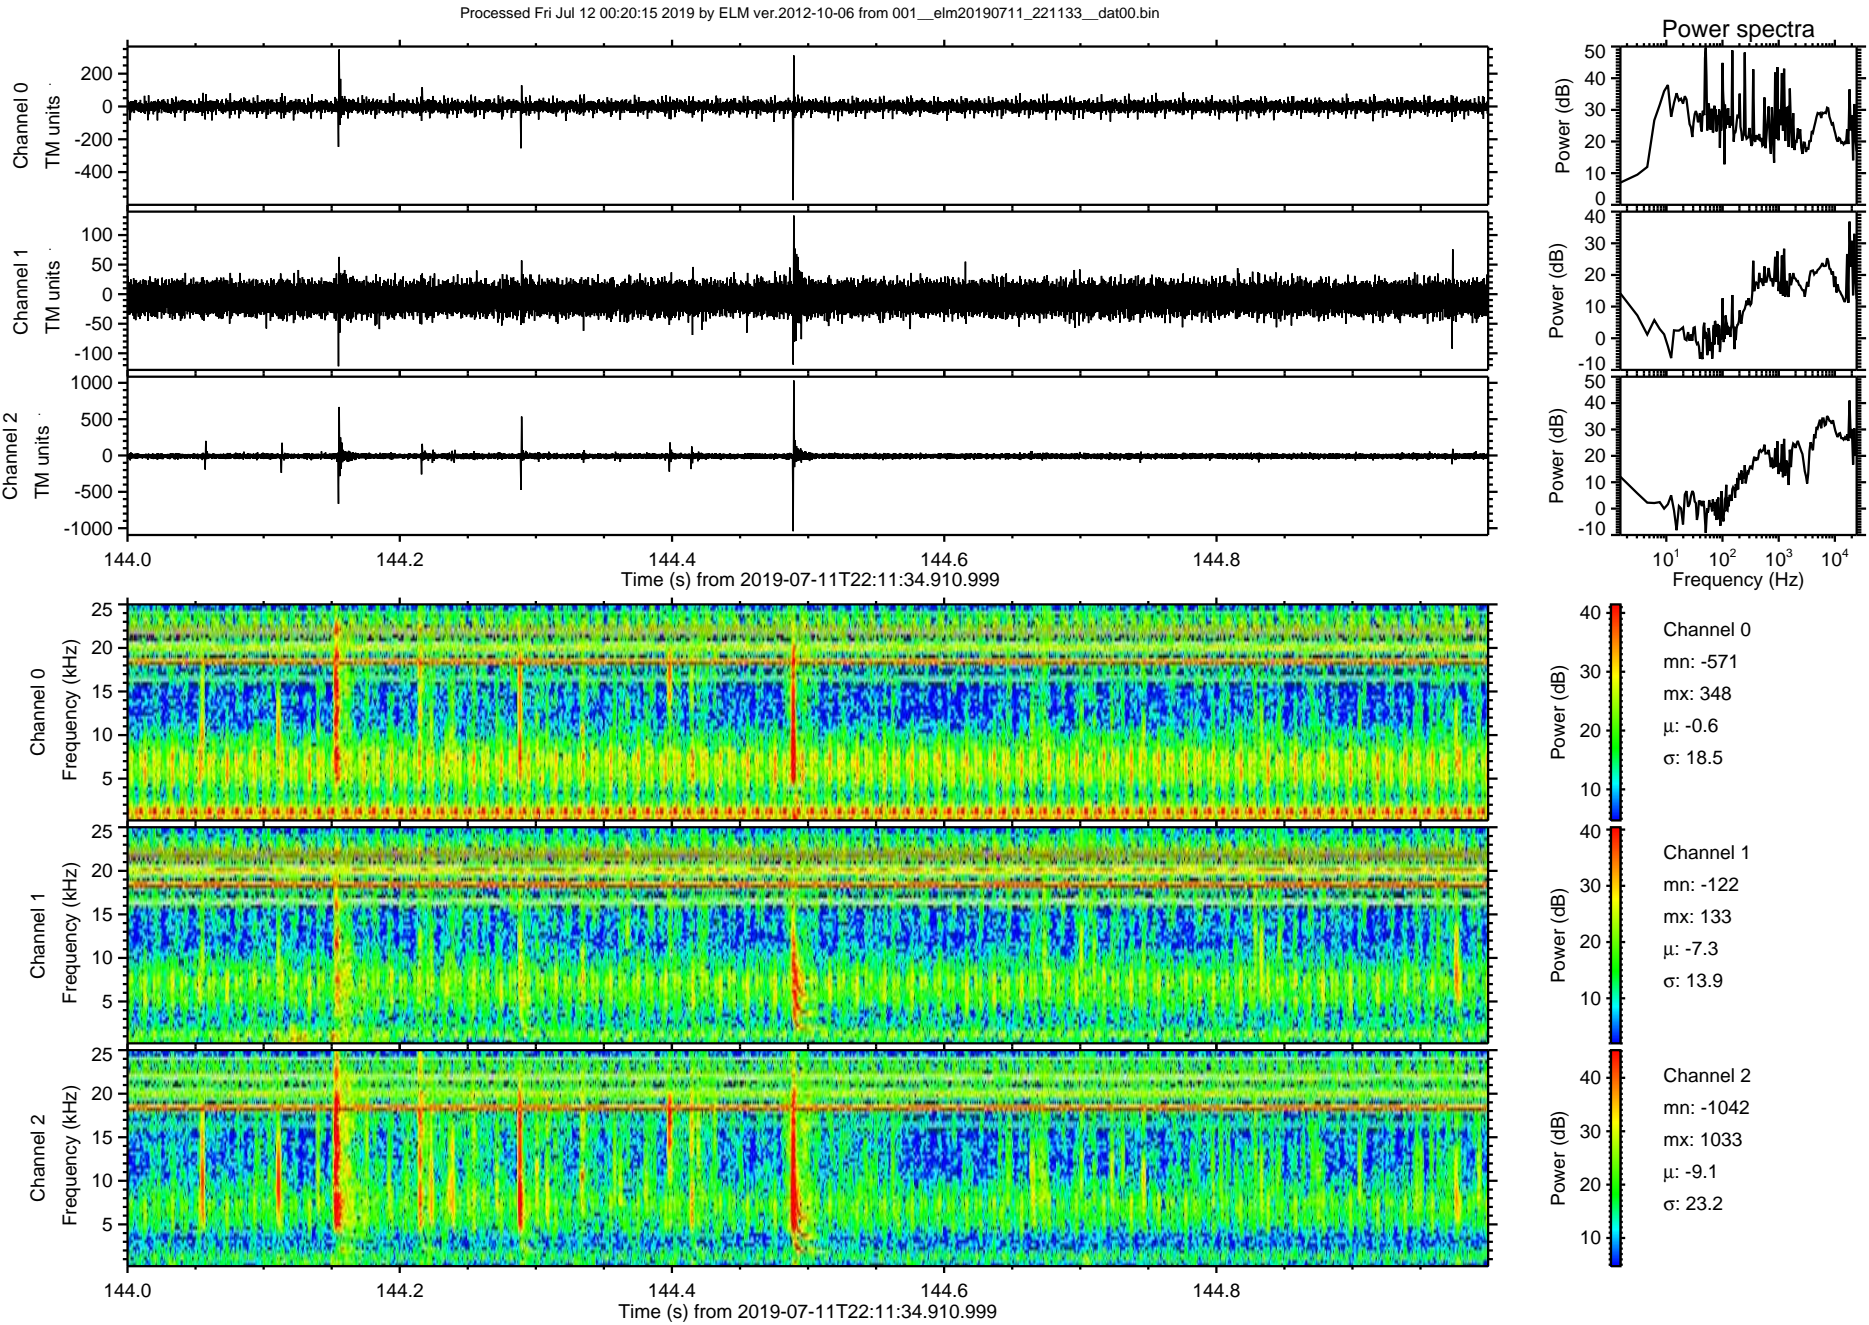 Processed Fri Jul 12 00:20:15 2019 by ELM ver.2012-10-06 from 001__elm20190711_221133__dat00.bin
Power spectra
Channel 0
TM units
200
0
-200
-400
Power (dB)
50
40
30
20
10
0
Channel 1
TM units
100
50
0
-50
-100
Power (dB)
40
30
20
10
0
-10
Channel 2
TM units
1000
500
0
-500
-1000
Power (dB)
50
40
30
20
10
0
-10
144.0 144.2 144.4 144.6 144.8
Time (s) from 2019-07-11T22:11:34.910.999
10^1 10^2 10^3 10^4
Frequency (Hz)
Channel 0
Frequency (kHz)
25
20
15
10
5
Power (dB)
40
30
20
10
Channel 0
mn: -571
mx: 348
μ: -0.6
σ: 18.5
Channel 1
Frequency (kHz)
25
20
15
10
5
Power (dB)
40
30
20
10
Channel 1
mn: -122
mx: 133
μ: -7.3
σ: 13.9
Channel 2
Frequency (kHz)
25
20
15
10
5
Power (dB)
40
30
20
10
Channel 2
mn: -1042
mx: 1033
μ: -9.1
σ: 23.2
144.0 144.2 144.4 144.6 144.8
Time (s) from 2019-07-11T22:11:34.910.999